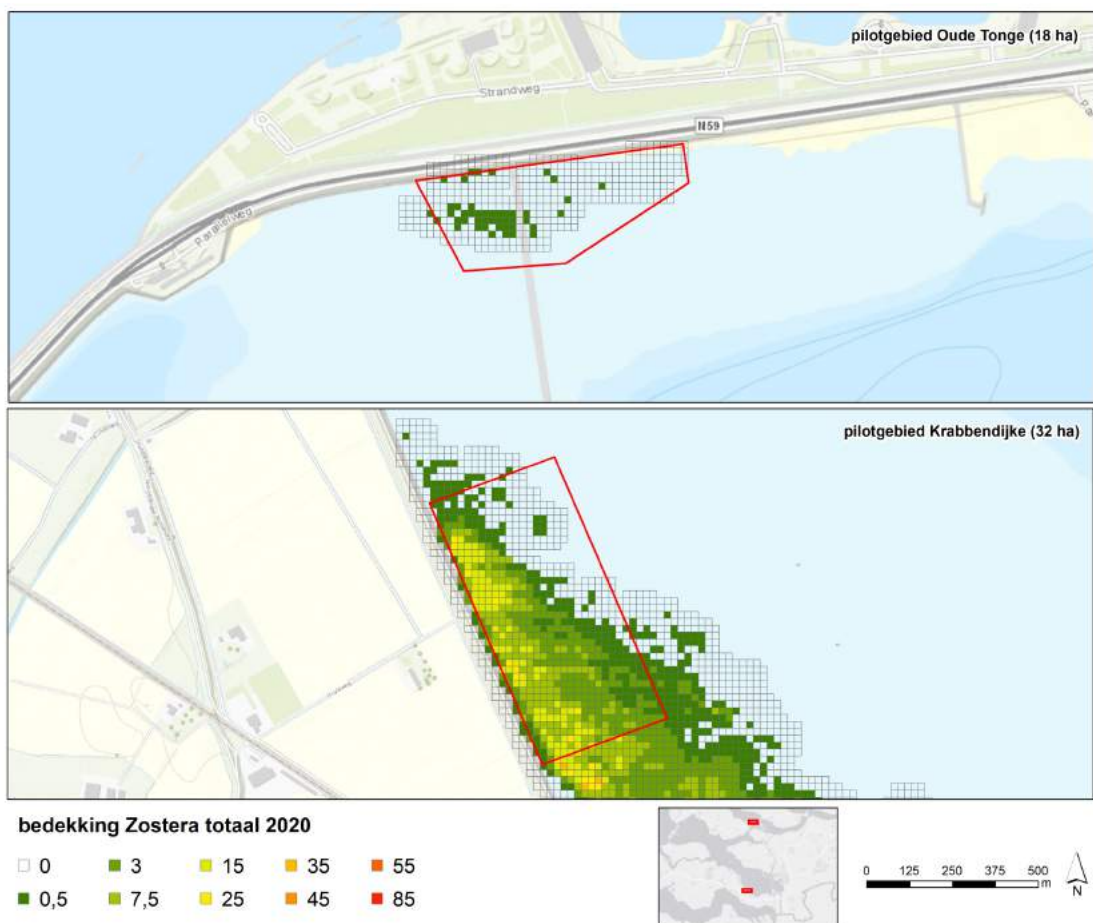 pilotgebied Oude Tonge (18 ha)
Strandweg
N59
Parallelweg
pilotgebied Krabbendijke (32 ha)
bedekking Zostera totaal 2020
0 3 15 35 55
0,5 7,5 25 45 85
0 125 250 375 500
m
N